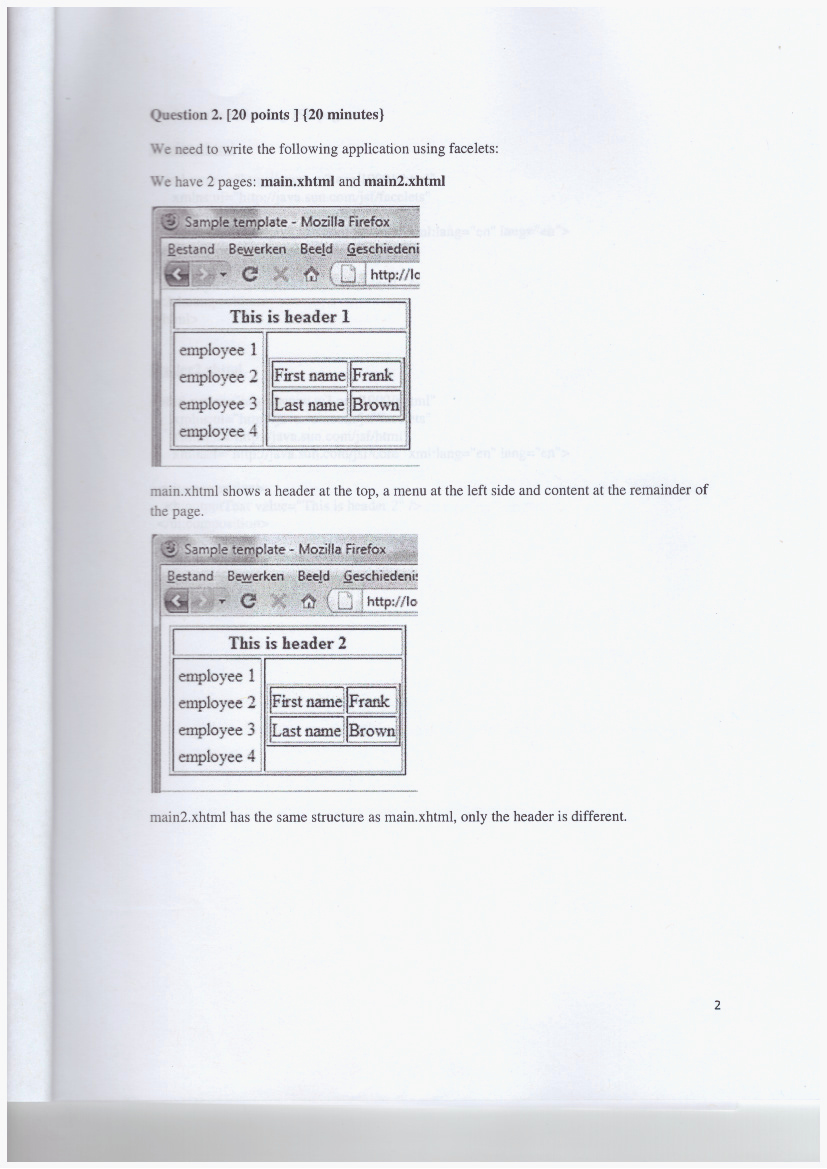 Question 2. [20 points ] {20 minutes}
We need to write the following application using facelets:
We have 2 pages: main.xhtml and main2.xhtml
Sample template - Mozilla Firefox
Bestand Bewerken Beeld Geschiedeni
http://lc
This is header 1
employee 1
employee 2 First name Frank
employee 3 Last name Brown
employee 4
main.xhtml shows a header at the top, a menu at the left side and content at the remainder of
the page.
Sample template - Mozilla Firefox
Bestand Bewerken Beeld Geschiedenis
http://lo
This is header 2
employee 1
employee 2 First name Frank
employee 3 Last name Brown
employee 4
main2.xhtml has the same structure as main.xhtml, only the header is different.
2